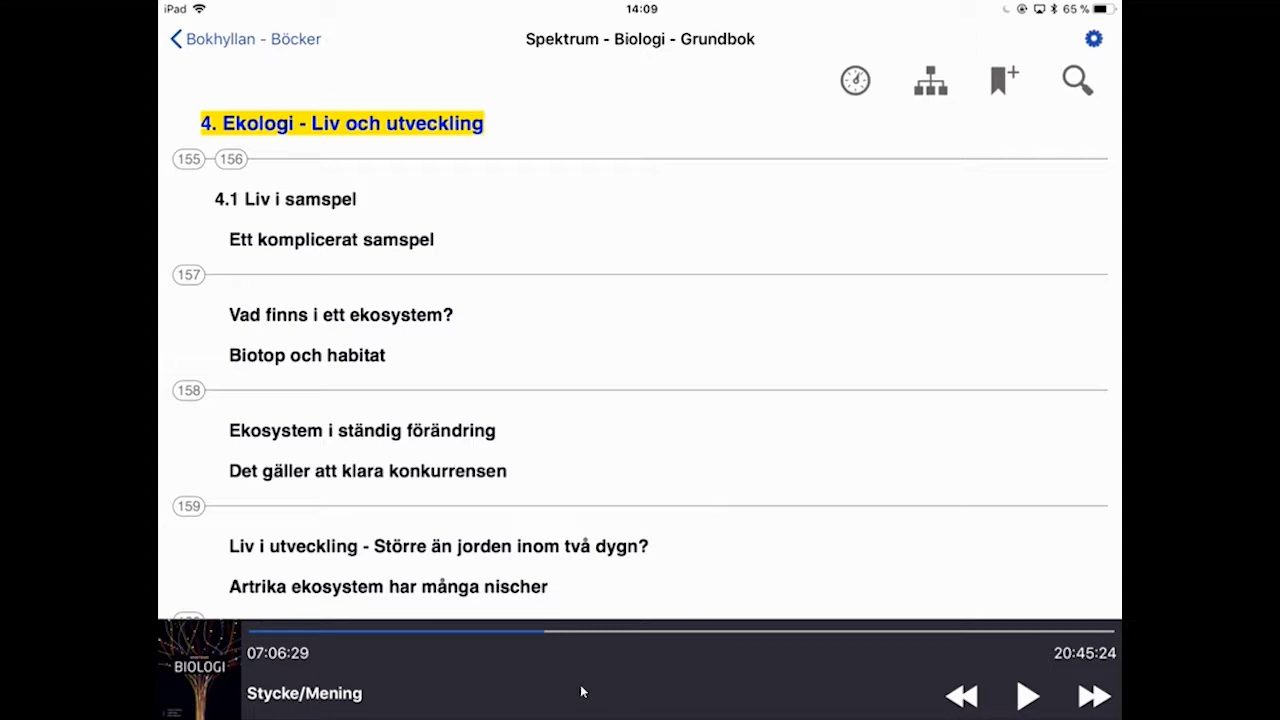 iPad 14:09 65 %
Bokhyllan - Böcker Spektrum - Biologi - Grundbok
4. Ekologi - Liv och utveckling
155 156
4.1 Liv i samspel
Ett komplicerat samspel
157
Vad finns i ett ekosystem?
Biotop och habitat
158
Ekosystem i ständig förändring
Det gäller att klara konkurrensen
159
Liv i utveckling - Större än jorden inom två dygn?
Artrika ekosystem har många nischer
BIOLOGI
07:06:29 20:45:24
Stycke/Mening